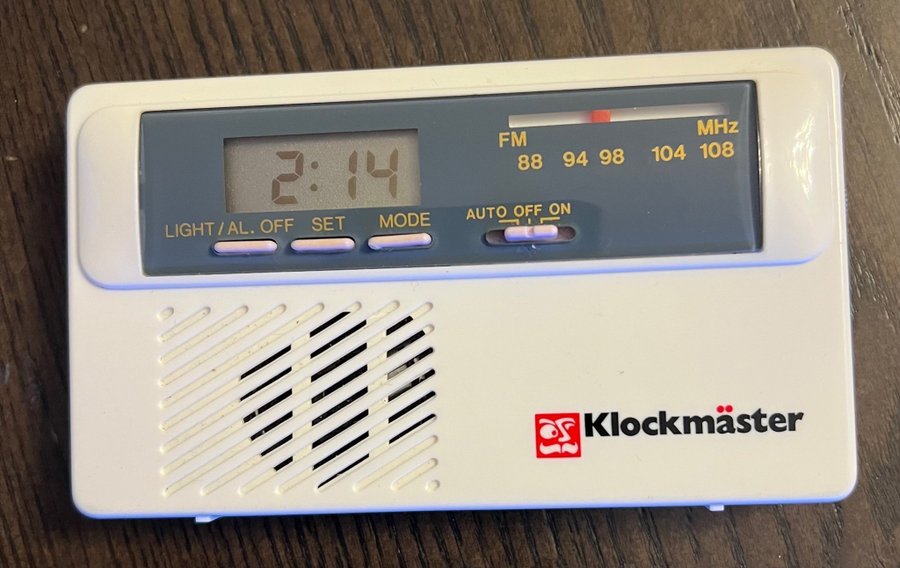 2:14
FM MHz
88 94 98 104 108
LIGHT/AL. OFF SET MODE
AUTO OFF ON
Klockmäster